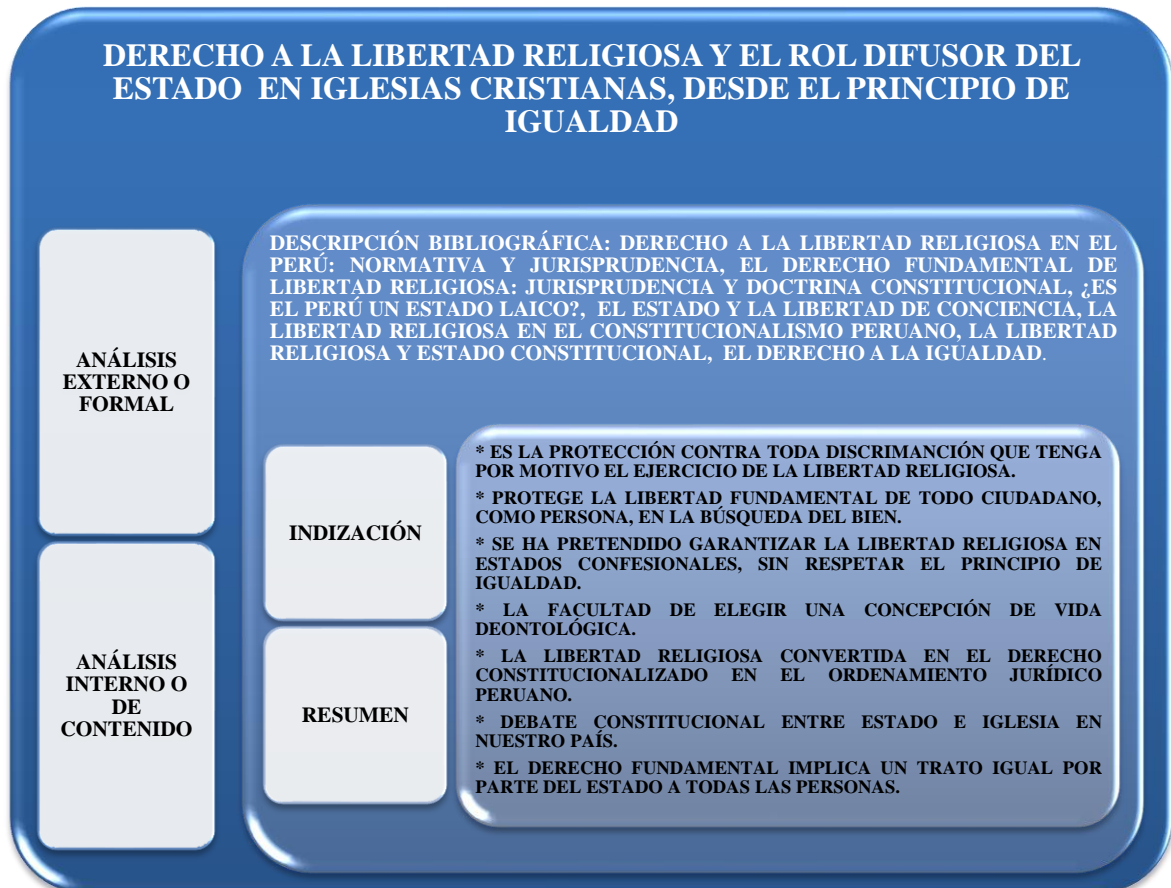 DERECHO A LA LIBERTAD RELIGIOSA Y EL ROL DIFUSOR DEL
ESTADO EN IGLESIAS CRISTIANAS, DESDE EL PRINCIPIO DE
IGUALDAD
ANÁLISIS
EXTERNO O
FORMAL
DESCRIPCIÓN BIBLIOGRÁFICA: DERECHO A LA LIBERTAD RELIGIOSA EN EL
PERÚ: NORMATIVA Y JURISPRUDENCIA, EL DERECHO FUNDAMENTAL DE
LIBERTAD RELIGIOSA: JURISPRUDENCIA Y DOCTRINA CONSTITUCIONAL, ¿ES
EL PERÚ UN ESTADO LAICO?, EL ESTADO Y LA LIBERTAD DE CONCIENCIA, LA
LIBERTAD RELIGIOSA EN EL CONSTITUCIONALISMO PERUANO, LA LIBERTAD
RELIGIOSA Y ESTADO CONSTITUCIONAL, EL DERECHO A LA IGUALDAD.
ANÁLISIS
INTERNO O
DE
CONTENIDO
INDIZACIÓN
RESUMEN
* ES LA PROTECCIÓN CONTRA TODA DISCRIMANCIÓN QUE TENGA
POR MOTIVO EL EJERCICIO DE LA LIBERTAD RELIGIOSA.
* PROTEGE LA LIBERTAD FUNDAMENTAL DE TODO CIUDADANO,
COMO PERSONA, EN LA BÚSQUEDA DEL BIEN.
* SE HA PRETENDIDO GARANTIZAR LA LIBERTAD RELIGIOSA EN
ESTADOS CONFESIONALES, SIN RESPETAR EL PRINCIPIO DE
IGUALDAD.
* LA FACULTAD DE ELEGIR UNA CONCEPCIÓN DE VIDA
DEONTOLÓGICA.
* LA LIBERTAD RELIGIOSA CONVERTIDA EN EL DERECHO
CONSTITUCIONALIZADO EN EL ORDENAMIENTO JURÍDICO
PERUANO.
* DEBATE CONSTITUCIONAL ENTRE ESTADO E IGLESIA EN
NUESTRO PAÍS.
* EL DERECHO FUNDAMENTAL IMPLICA UN TRATO IGUAL POR
PARTE DEL ESTADO A TODAS LAS PERSONAS.